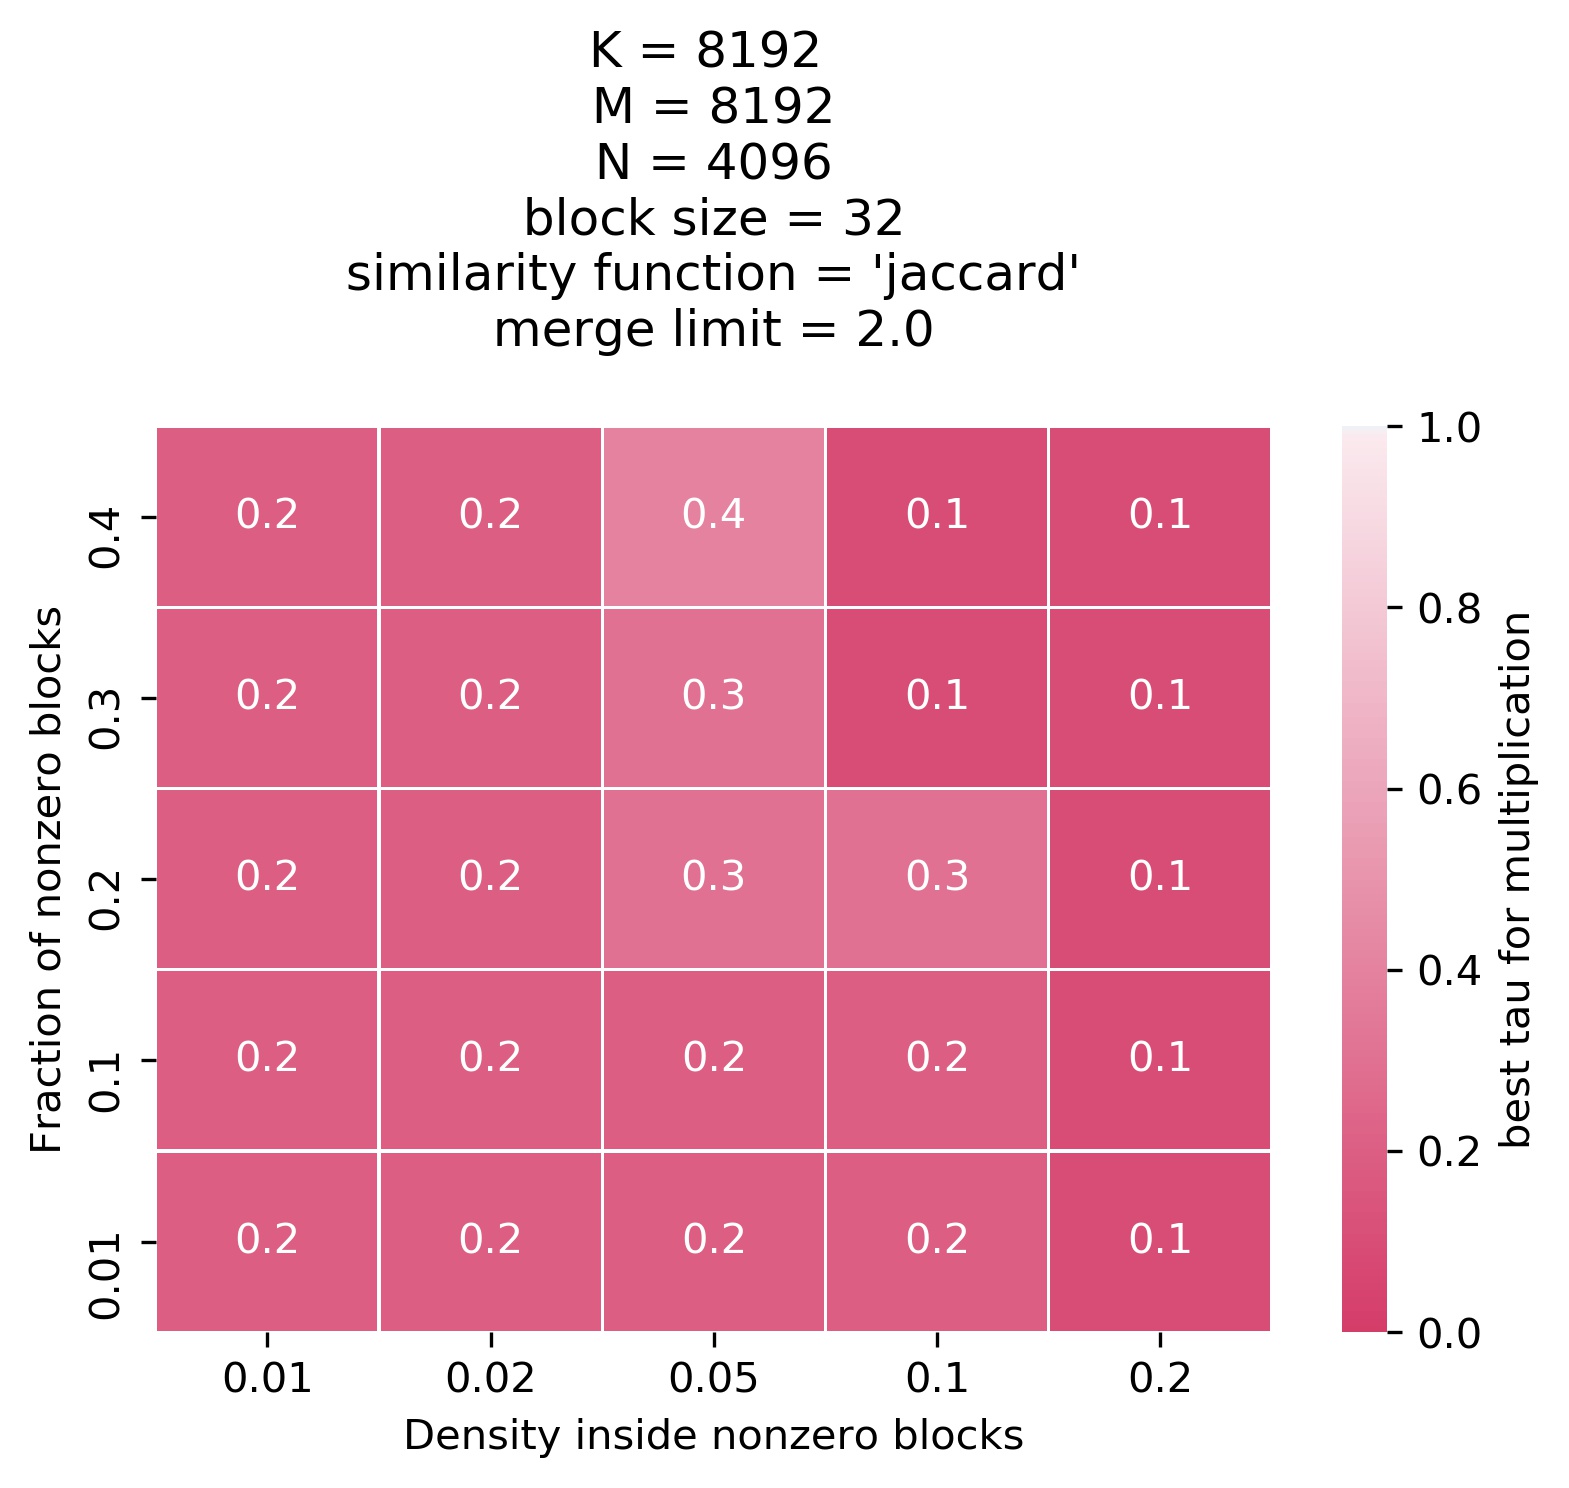 K = 8192
M = 8192
N = 4096
block size = 32
similarity function = 'jaccard'
merge limit = 2.0
Fraction of nonzero blocks
0.4 0.2 0.2 0.4 0.1 0.1
0.3 0.2 0.2 0.3 0.1 0.1
0.2 0.2 0.2 0.3 0.3 0.1
0.1 0.2 0.2 0.2 0.2 0.1
0.01 0.2 0.2 0.2 0.2 0.1
0.01 0.02 0.05 0.1 0.2
Density inside nonzero blocks
1.0
0.8
0.6
0.4
0.2
0.0
best tau for multiplication